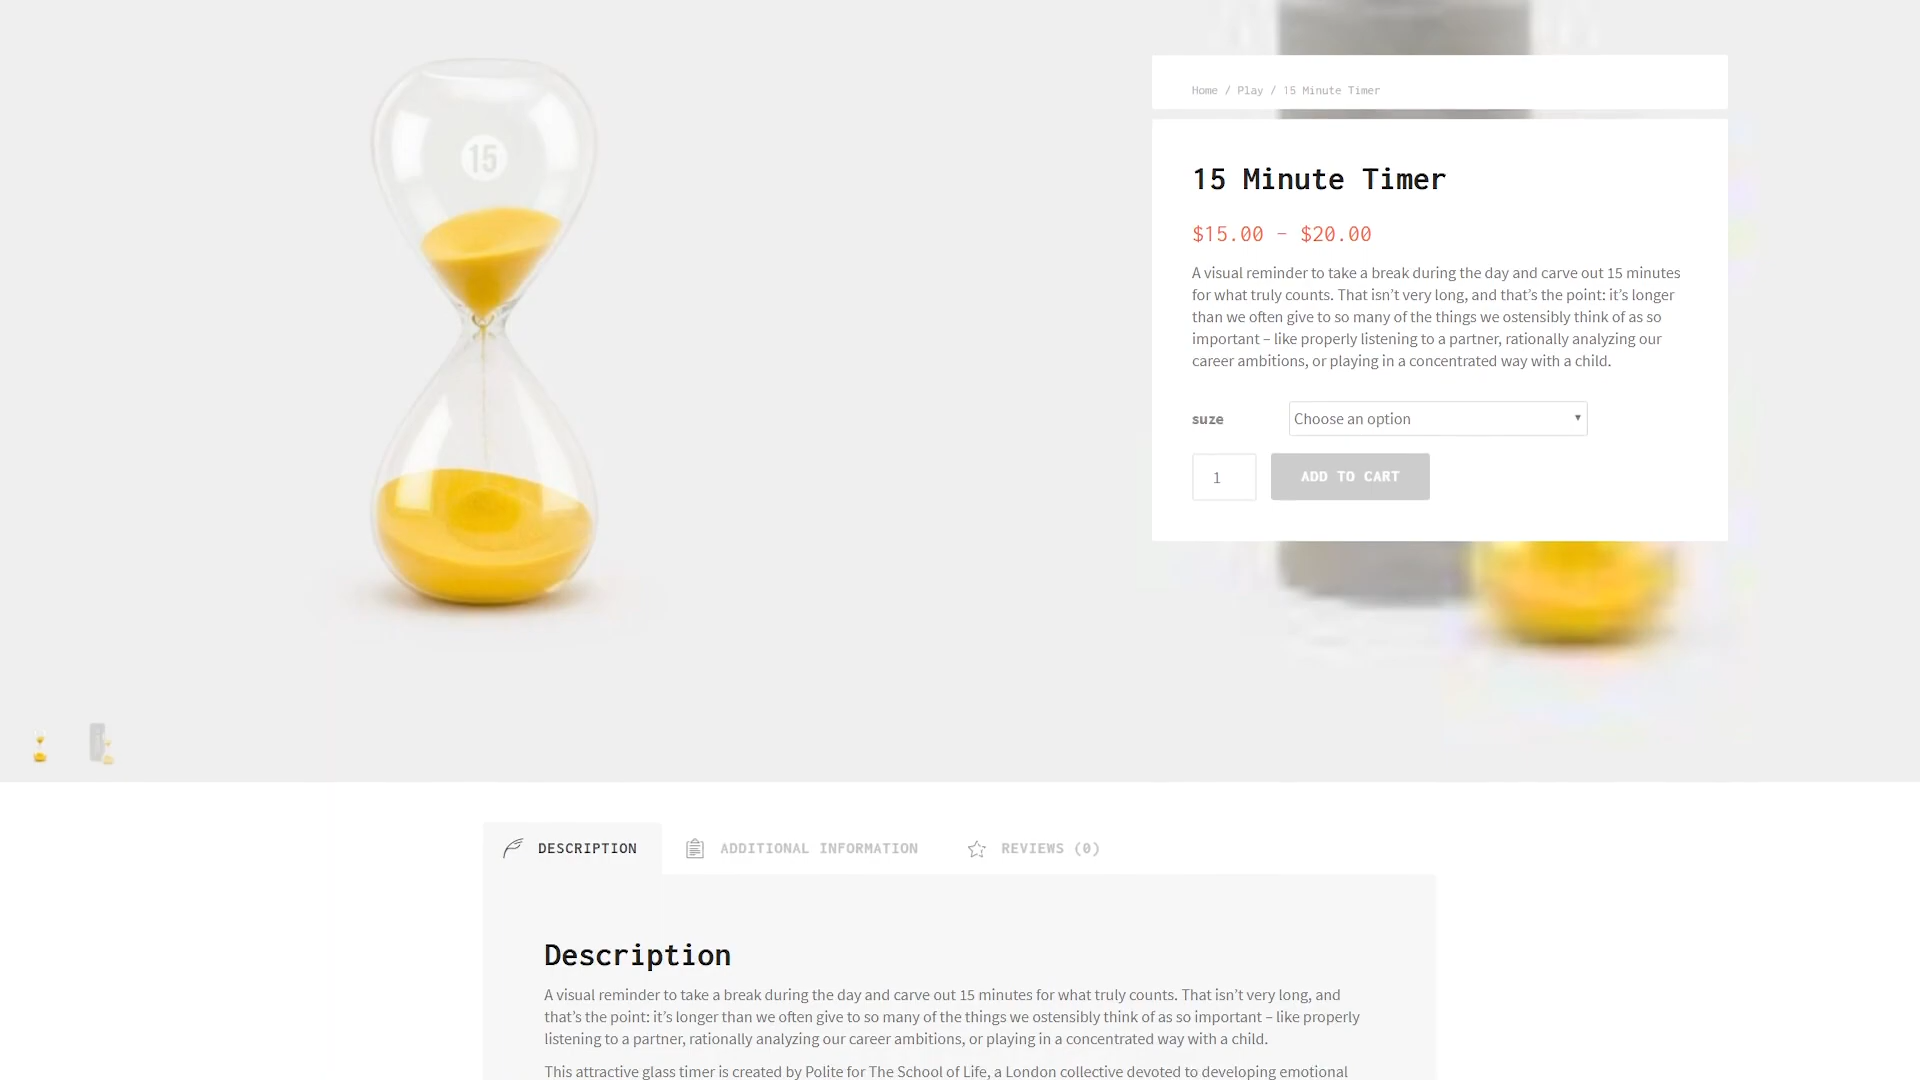 15
Home / Play / 15 Minute Timer
15 Minute Timer
$15.00 – $20.00
A visual reminder to take a break during the day and carve out 15 minutes
for what truly counts. That isn’t very long, and that’s the point: it’s longer
than we often give to so many of the things we ostensibly think of as so
important – like properly listening to a partner, rationally analyzing our
career ambitions, or playing in a concentrated way with a child.
suze
Choose an option
1
ADD TO CART
DESCRIPTION
ADDITIONAL INFORMATION
REVIEWS (0)
Description
A visual reminder to take a break during the day and carve out 15 minutes for what truly counts. That isn’t very long, and
that’s the point: it’s longer than we often give to so many of the things we ostensibly think of as so important – like properly
listening to a partner, rationally analyzing our career ambitions, or playing in a concentrated way with a child.
This attractive glass timer is created by Polite for The School of Life, a London collective devoted to developing emotional